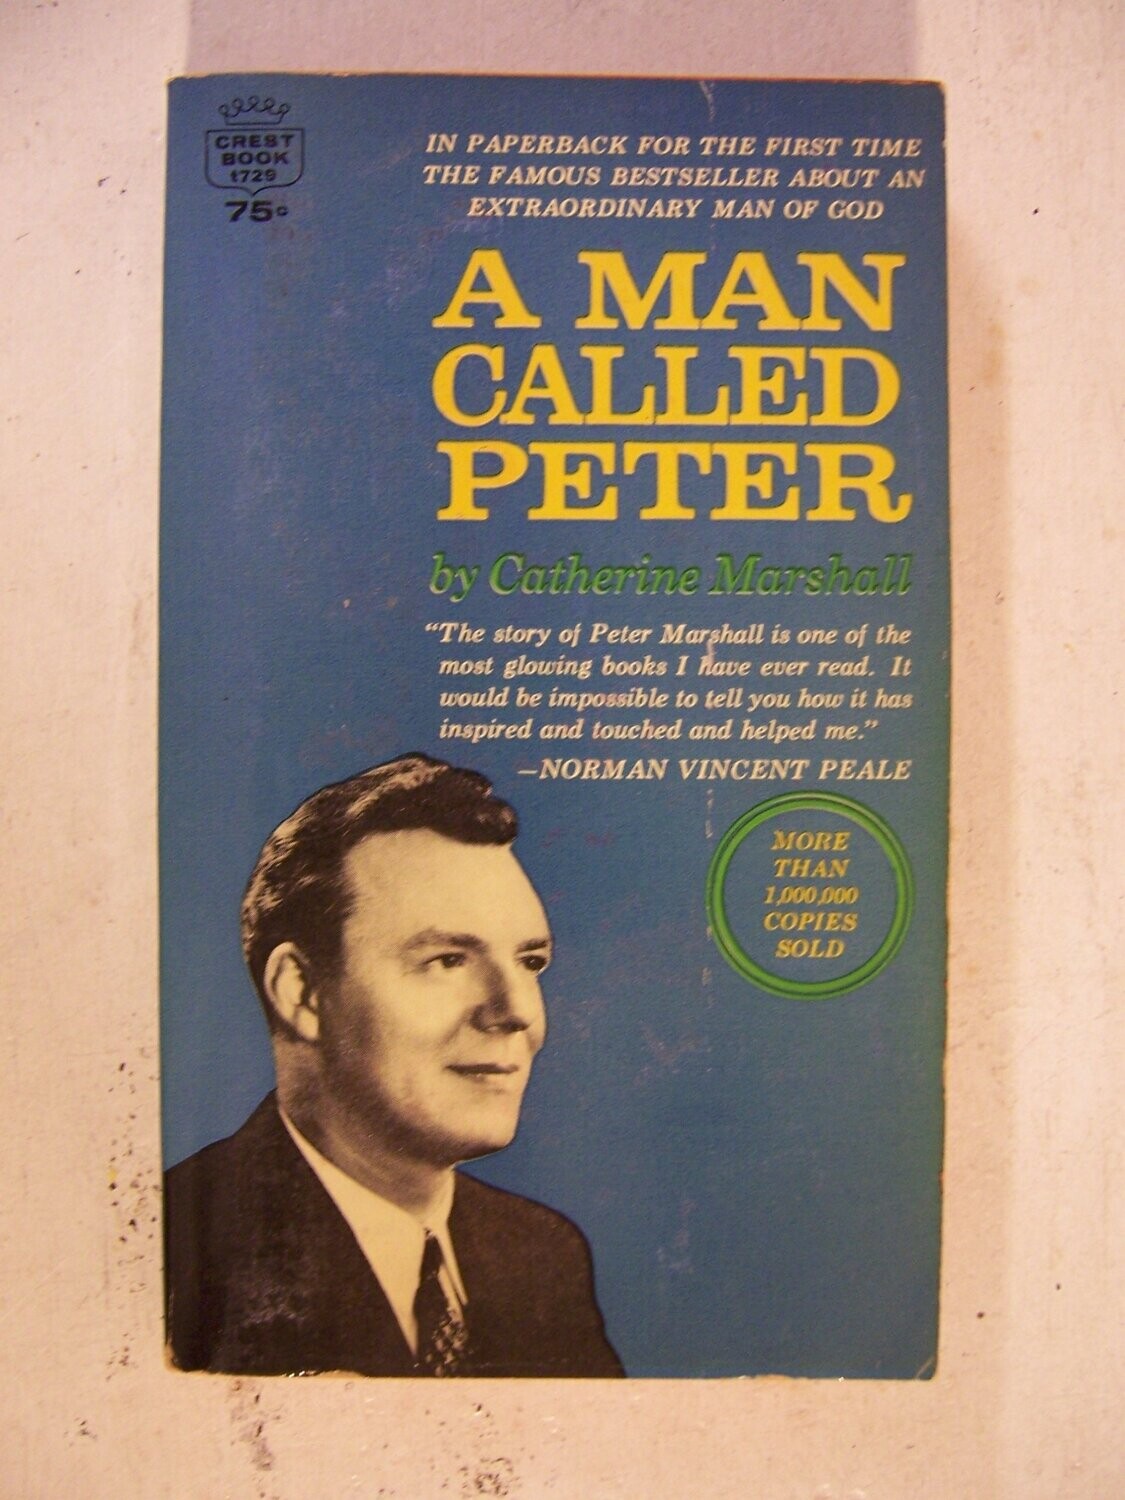 CREST
BOOK
t729
75¢
IN PAPERBACK FOR THE FIRST TIME
THE FAMOUS BESTSELLER ABOUT AN
EXTRAORDINARY MAN OF GOD
A MAN
CALLED
PETER
by Catherine Marshall
“The story of Peter Marshall is one of the
most glowing books I have ever read. It
would be impossible to tell you how it has
inspired and touched and helped me.”
—NORMAN VINCENT PEALE
MORE
THAN
1,000,000
COPIES
SOLD